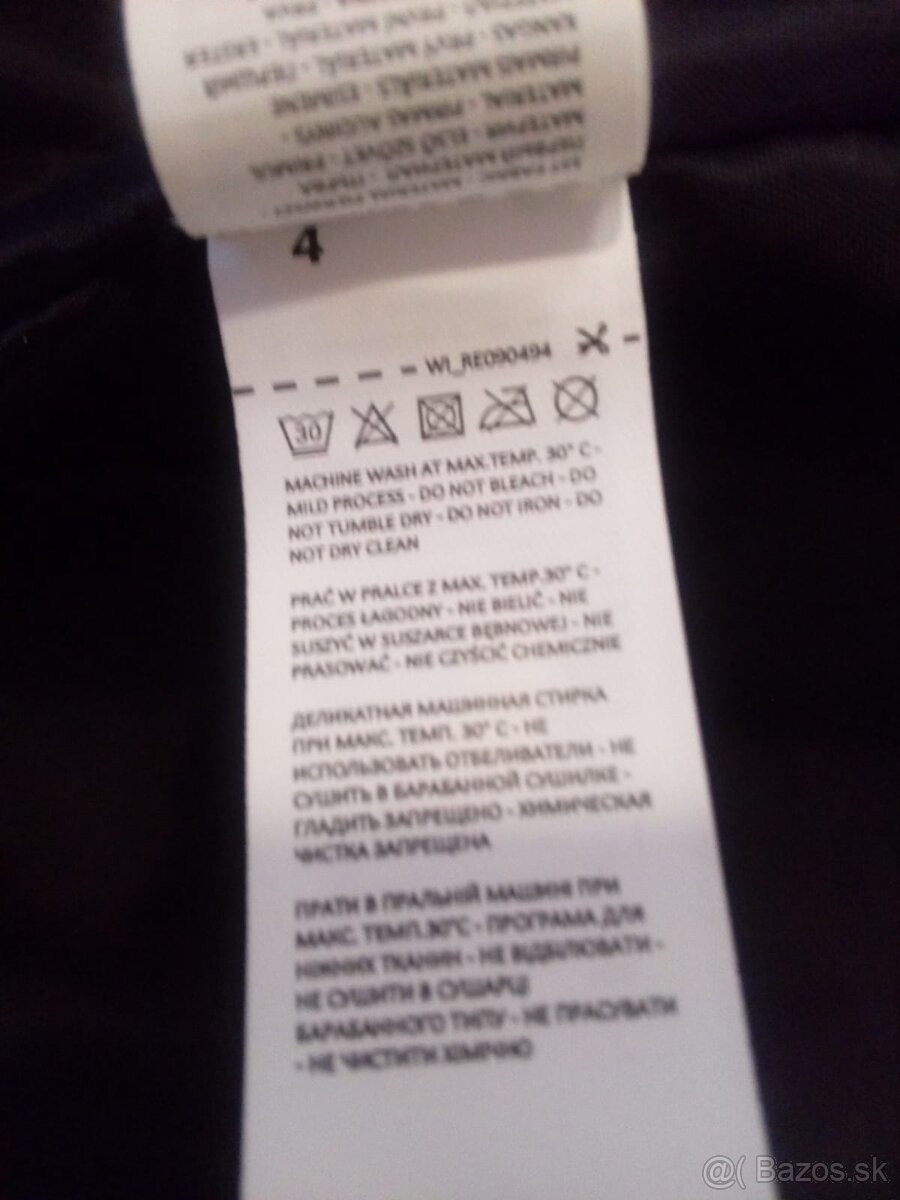 4
WI_RE090494
30
MACHINE WASH AT MAX.TEMP. 30° C -
MILD PROCESS - DO NOT BLEACH - DO
NOT TUMBLE DRY - DO NOT IRON - DO
NOT DRY CLEAN
PRAĆ W PRALCE Z MAX. TEMP.30° C -
PROCES ŁAGODNY - NIE BIELIĆ - NIE
SUSZYĆ W SUSZARCE BĘBNOWEJ - NIE
PRASOWAĆ - NIE CZYŚCIĆ CHEMICZNIE
ДЕЛИКАТНАЯ МАШИННАЯ СТИРКА
ПРИ МАКС. ТЕМП. 30° С - НЕ
ИСПОЛЬЗОВАТЬ ОТБЕЛИВАТЕЛИ - НЕ
СУШИТЬ В БАРАБАННОЙ СУШИЛКЕ -
ГЛАДИТЬ ЗАПРЕЩЕНО - ХИМИЧЕСКАЯ
ЧИСТКА ЗАПРЕЩЕНА
ПРАТИ В ПРАЛЬНІЙ МАШИНІ ПРИ
МАКС. ТЕМП.30°С - ПРОГРАМА ДЛЯ
НІЖНИХ ТКАНИН - НЕ ВІДБІЛЮВАТИ -
НЕ СУШИТИ В СУШАРЦІ
БАРАБАННОГО ТИПУ - НЕ ПРАСУВАТИ
- НЕ ЧИСТИТИ ХІМІЧНО
@( Bazos.sk